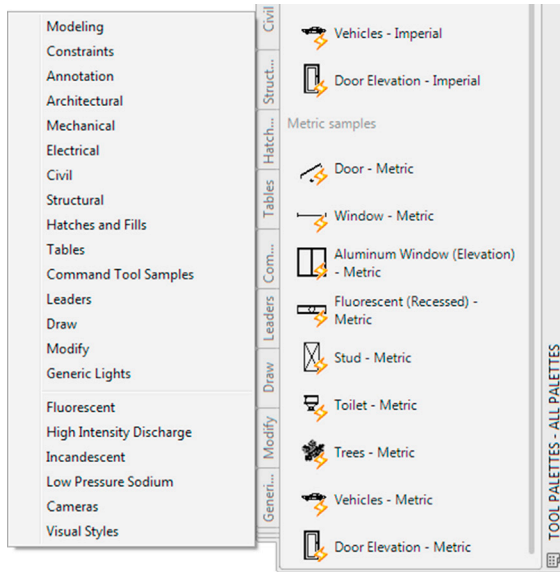 Modeling
Constraints
Annotation
Architectural
Mechanical
Electrical
Civil
Structural
Hatches and Fills
Tables
Command Tool Samples
Leaders
Draw
Modify
Generic Lights
Fluorescent
High Intensity Discharge
Incandescent
Low Pressure Sodium
Cameras
Visual Styles
Civil
Struct...
Hatch...
Tables
Com...
Leaders
Draw
Modify
Generi...
Vehicles - Imperial
Door Elevation - Imperial
Metric samples
Door - Metric
Window - Metric
Aluminum Window (Elevation)
- Metric
Fluorescent (Recessed) -
Metric
Stud - Metric
Toilet - Metric
Trees - Metric
Vehicles - Metric
Door Elevation - Metric
TOOL PALETTES - ALL PALETTES